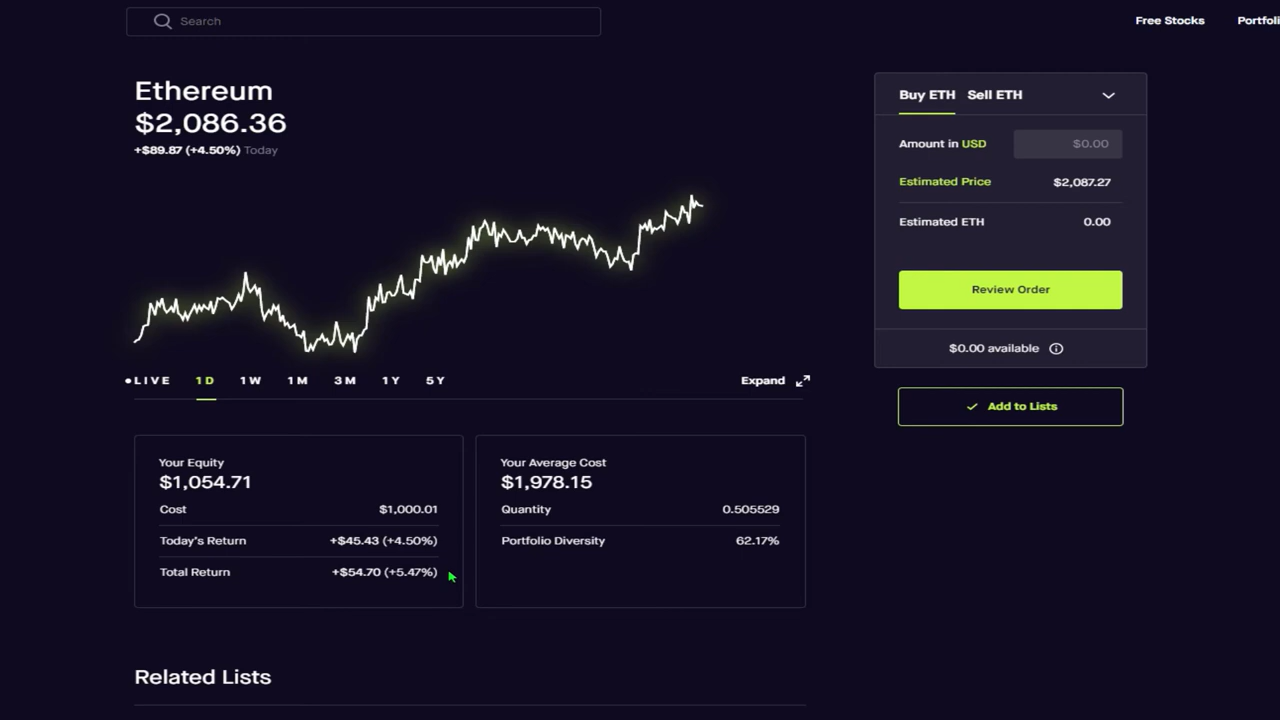 Search
Free Stocks
Portfoli
Ethereum
$2,086.36
+$89.87 (+4.50%) Today
LIVE 1D 1W 1M 3M 1Y 5Y
Expand
Buy ETH Sell ETH
Amount in USD $0.00
Estimated Price $2,087.27
Estimated ETH 0.00
Review Order
$0.00 available
Add to Lists
Your Equity
$1,054.71
Cost $1,000.01
Today's Return +$45.43 (+4.50%)
Total Return +$54.70 (+5.47%)
Your Average Cost
$1,978.15
Quantity 0.505529
Portfolio Diversity 62.17%
Related Lists